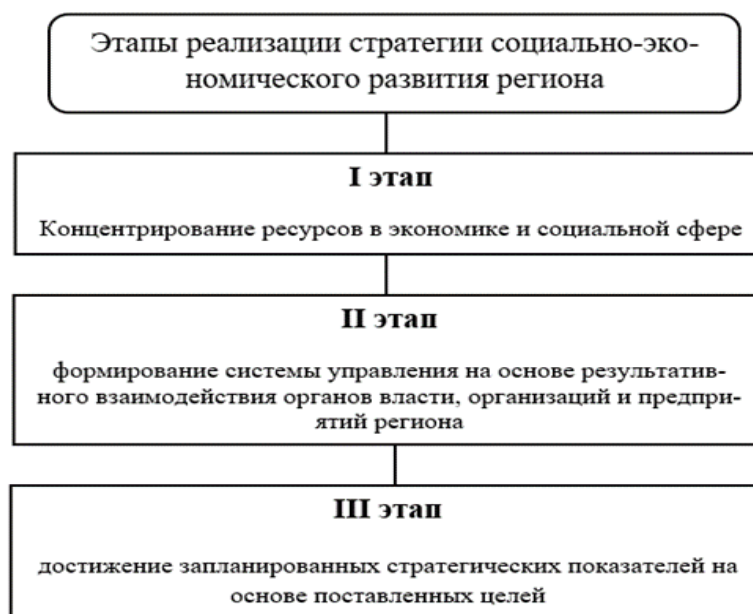 Этапы реализации стратегии социально-эко-
номического развития региона
I этап
Концентрирование ресурсов в экономике и социальной сфере
II этап
формирование системы управления на основе результатив-
ного взаимодействия органов власти, организаций и предпри-
ятий региона
III этап
достижение запланированных стратегических показателей на
основе поставленных целей